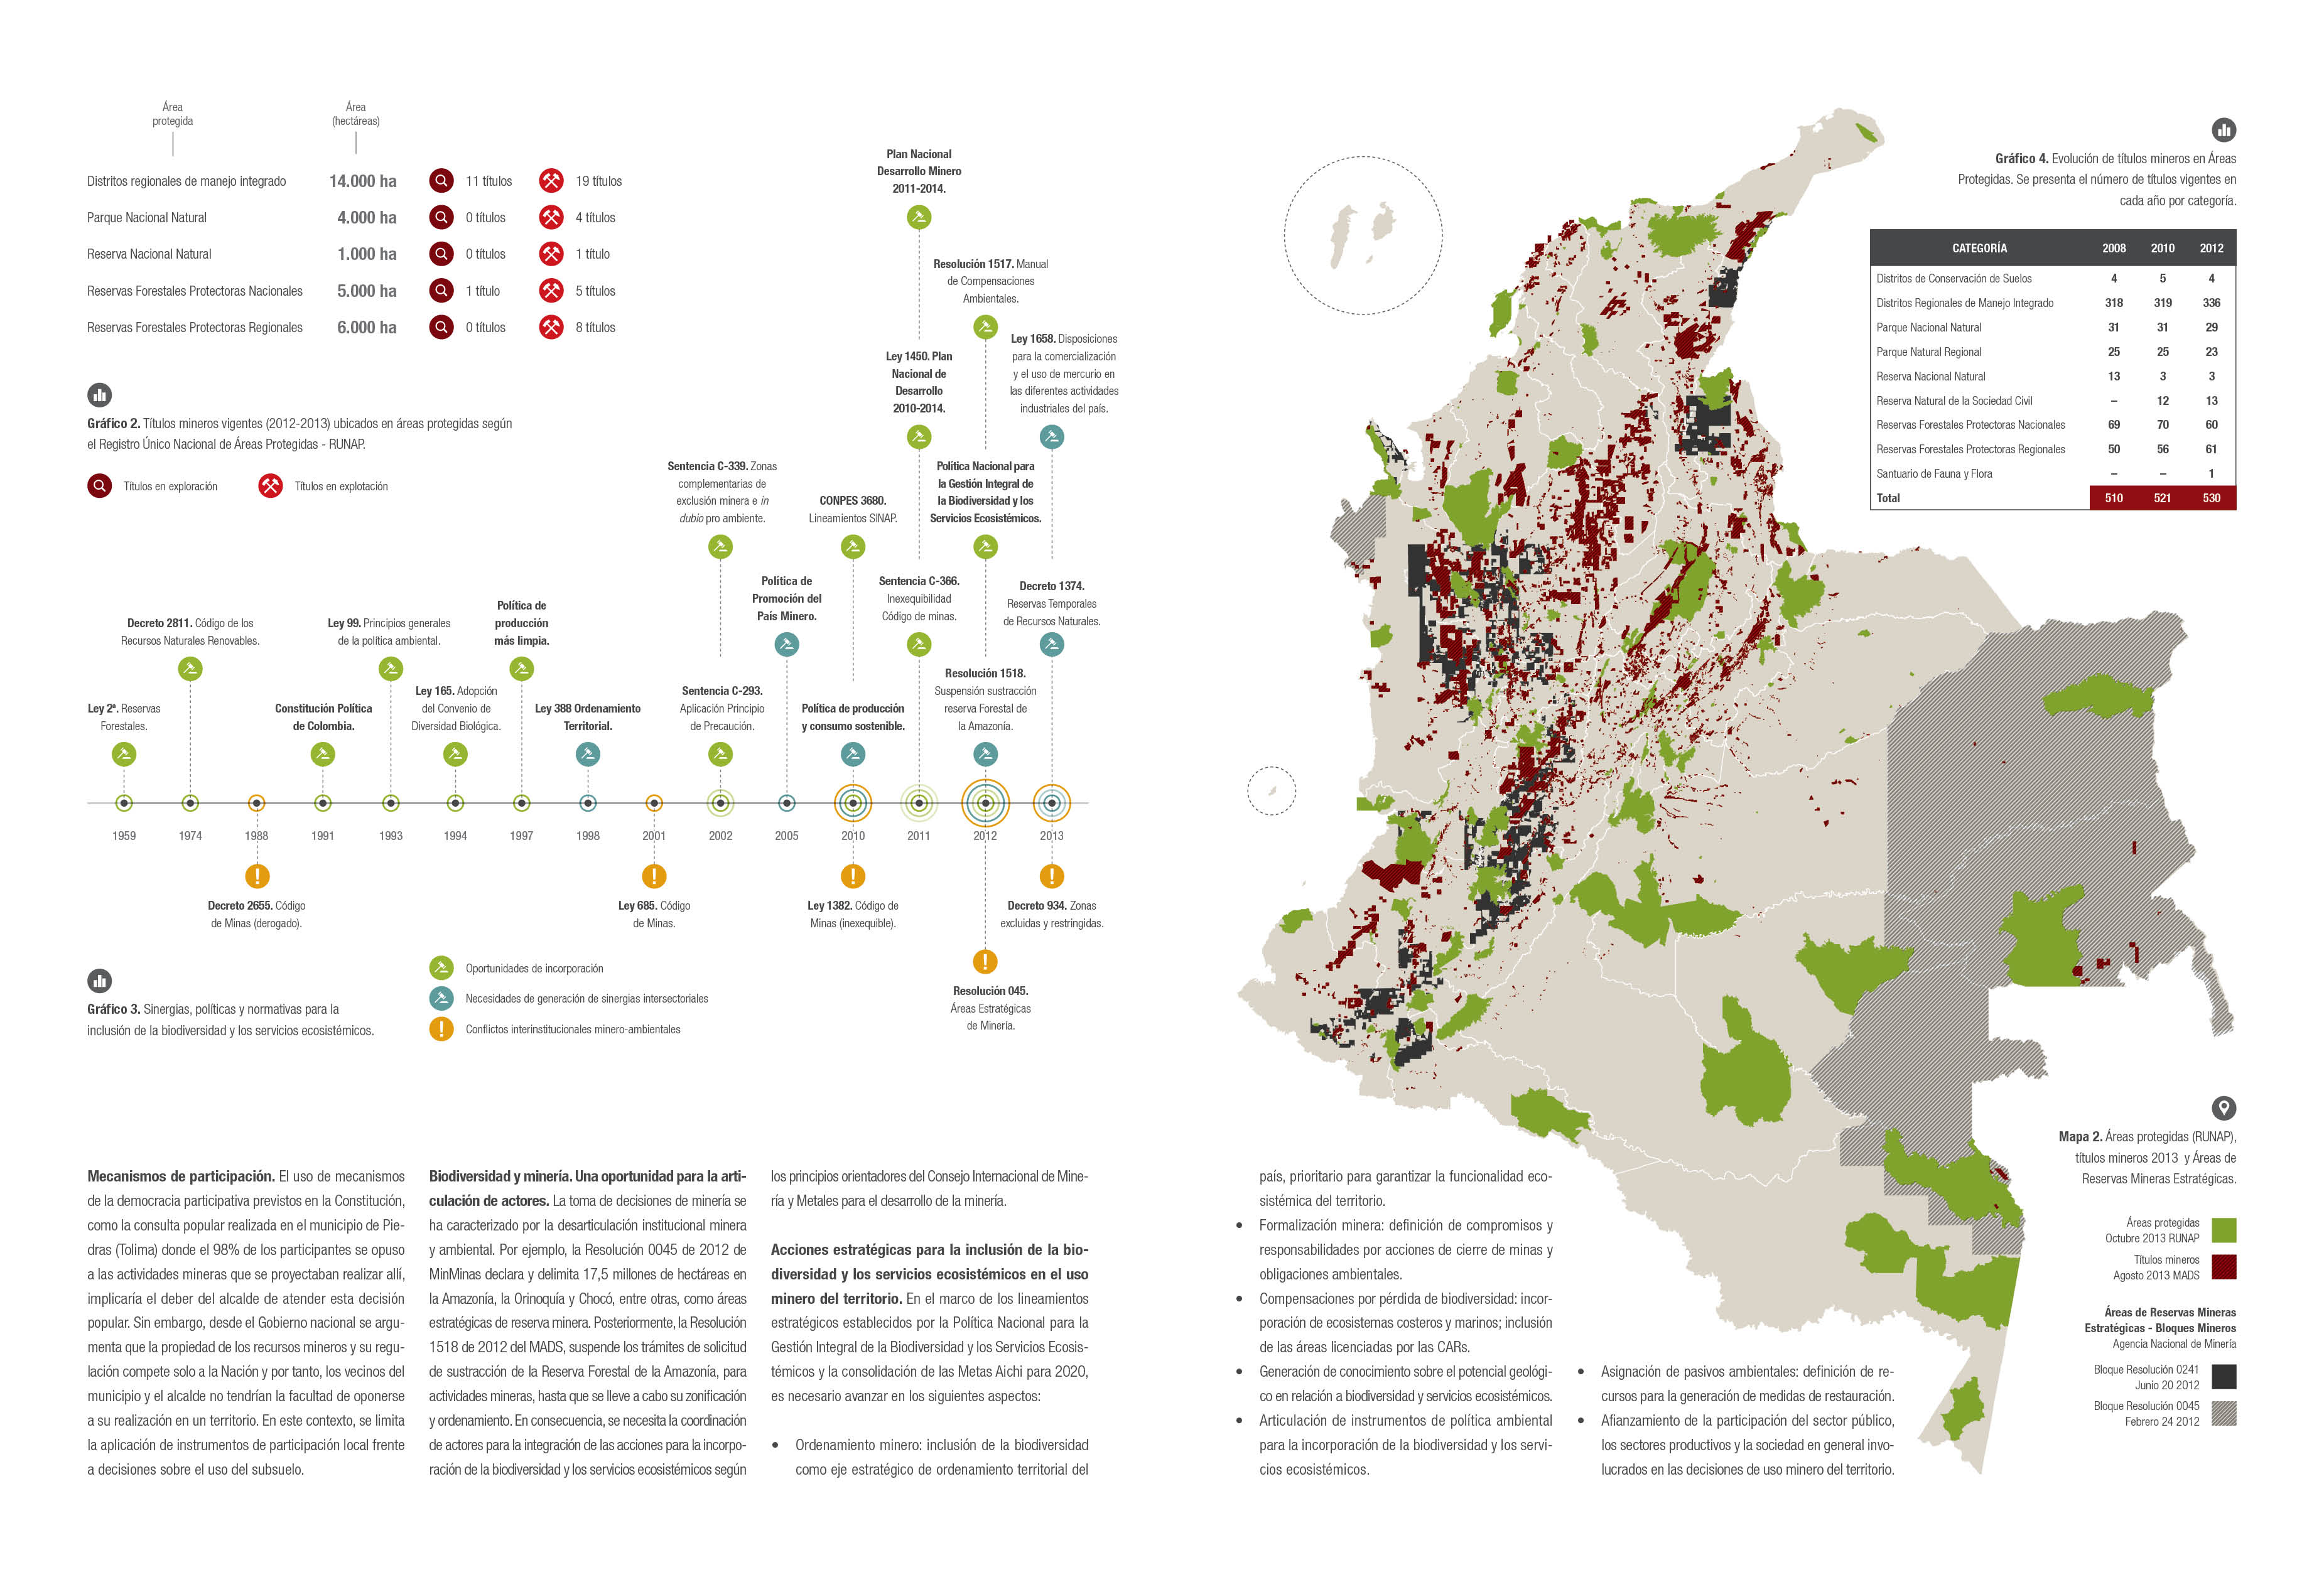 Área
protegida
Área
(hectáreas)
Distritos regionales de manejo integrado 14.000 ha 11 títulos 19 títulos
Parque Nacional Natural 4.000 ha 0 títulos 4 títulos
Reserva Nacional Natural 1.000 ha 0 títulos 1 título
Reservas Forestales Protectoras Nacionales 5.000 ha 1 título 5 títulos
Reservas Forestales Protectoras Regionales 6.000 ha 0 títulos 8 títulos
Gráfico 2. Títulos mineros vigentes (2012-2013) ubicados en áreas protegidas según
el Registro Único Nacional de Áreas Protegidas - RUNAP.
Títulos en exploración
Títulos en explotación
Plan Nacional
Desarrollo Minero
2011-2014.
Resolución 1517. Manual
de Compensaciones
Ambientales.
Ley 1658. Disposiciones
para la comercialización
y el uso de mercurio en
las diferentes actividades
industriales del país.
Ley 1450. Plan
Nacional de
Desarrollo
2010-2014.
Sentencia C-339. Zonas
complementarias de
exclusión minera e in
dubio pro ambiente.
CONPES 3680.
Lineamientos SINAP.
Política Nacional para
la Gestión Integral de
la Biodiversidad y los
Servicios Ecosistémicos.
Política de
Promoción del
País Minero.
Sentencia C-366.
Inexequibilidad
Código de minas.
Decreto 1374.
Reservas Temporales
de Recursos Naturales.
Decreto 2811. Código de los
Recursos Naturales Renovables.
Ley 99. Principios generales
de la política ambiental.
Política de
producción
más limpia.
Ley 2ª. Reservas
Forestales.
Constitución Política
de Colombia.
Ley 165. Adopción
del Convenio de
Diversidad Biológica.
Ley 388 Ordenamiento
Territorial.
Sentencia C-293.
Aplicación Principio
de Precaución.
Política de producción
y consumo sostenible.
Resolución 1518.
Suspensión sustracción
reserva Forestal de
la Amazonía.
1959 1974 1988 1991 1993 1994 1997 1998 2001 2002 2005 2010 2011 2012 2013
Decreto 2655. Código
de Minas (derogado).
Ley 685. Código
de Minas.
Ley 1382. Código de
Minas (inexequible).
Decreto 934. Zonas
excluidas y restringidas.
Resolución 045.
Áreas Estratégicas
de Minería.
Gráfico 3. Sinergias, políticas y normativas para la
inclusión de la biodiversidad y los servicios ecosistémicos.
Oportunidades de incorporación
Necesidades de generación de sinergias intersectoriales
! Conflictos interinstitucionales minero-ambientales
Mecanismos de participación. El uso de mecanismos
de la democracia participativa previstos en la Constitución,
como la consulta popular realizada en el municipio de Pie-
dras (Tolima) donde el 98% de los participantes se opuso
a las actividades mineras que se proyectaban realizar allí,
implicaría el deber del alcalde de atender esta decisión
popular. Sin embargo, desde el Gobierno nacional se argu-
menta que la propiedad de los recursos mineros y su regu-
lación compete solo a la Nación y por tanto, los vecinos del
municipio y el alcalde no tendrían la facultad de oponerse
a su realización en un territorio. En este contexto, se limita
la aplicación de instrumentos de participación local frente
a decisiones sobre el uso del subsuelo.
Biodiversidad y minería. Una oportunidad para la arti-
culación de actores. La toma de decisiones de minería se
ha caracterizado por la desarticulación institucional minera
y ambiental. Por ejemplo, la Resolución 0045 de 2012 de
MinMinas declara y delimita 17,5 millones de hectáreas en
la Amazonía, la Orinoquía y Chocó, entre otras, como áreas
estratégicas de reserva minera. Posteriormente, la Resolución
1518 de 2012 del MADS, suspende los trámites de solicitud
de sustracción de la Reserva Forestal de la Amazonía, para
actividades mineras, hasta que se lleve a cabo su zonificación
y ordenamiento. En consecuencia, se necesita la coordinación
de actores para la integración de las acciones para la incorpo-
ración de la biodiversidad y los servicios ecosistémicos según
los principios orientadores del Consejo Internacional de Mine-
ría y Metales para el desarrollo de la minería.
Acciones estratégicas para la inclusión de la bio-
diversidad y los servicios ecosistémicos en el uso
minero del territorio. En el marco de los lineamientos
estratégicos establecidos por la Política Nacional para la
Gestión Integral de la Biodiversidad y los Servicios Ecosis-
témicos y la consolidación de las Metas Aichi para 2020,
es necesario avanzar en los siguientes aspectos:
• Ordenamiento minero: inclusión de la biodiversidad
como eje estratégico de ordenamiento territorial del
país, prioritario para garantizar la funcionalidad eco-
sistémica del territorio.
• Formalización minera: definición de compromisos y
responsabilidades por acciones de cierre de minas y
obligaciones ambientales.
• Compensaciones por pérdida de biodiversidad: incor-
poración de ecosistemas costeros y marinos; inclusión
de las áreas licenciadas por las CARs.
• Generación de conocimiento sobre el potencial geológi-
co en relación a biodiversidad y servicios ecosistémicos.
• Articulación de instrumentos de política ambiental
para la incorporación de la biodiversidad y los servi-
cios ecosistémicos.
• Asignación de pasivos ambientales: definición de re-
cursos para la generación de medidas de restauración.
• Afianzamiento de la participación del sector público,
los sectores productivos y la sociedad en general invo-
lucrados en las decisiones de uso minero del territorio.
Gráfico 4. Evolución de títulos mineros en Áreas
Protegidas. Se presenta el número de títulos vigentes en
cada año por categoría.
CATEGORÍA 2008 2010 2012
Distritos de Conservación de Suelos 4 5 4
Distritos Regionales de Manejo Integrado 318 319 336
Parque Nacional Natural 31 31 29
Parque Natural Regional 25 25 23
Reserva Nacional Natural 13 3 3
Reserva Natural de la Sociedad Civil – 12 13
Reservas Forestales Protectoras Nacionales 69 70 60
Reservas Forestales Protectoras Regionales 50 56 61
Santuario de Fauna y Flora – – 1
Total 510 521 530
Mapa 2. Áreas protegidas (RUNAP),
títulos mineros 2013 y Áreas de
Reservas Mineras Estratégicas.
Áreas protegidas
Octubre 2013 RUNAP
Títulos mineros
Agosto 2013 MADS
Áreas de Reservas Mineras
Estratégicas - Bloques Mineros
Agencia Nacional de Minería
Bloque Resolución 0241
Junio 20 2012
Bloque Resolución 0045
Febrero 24 2012